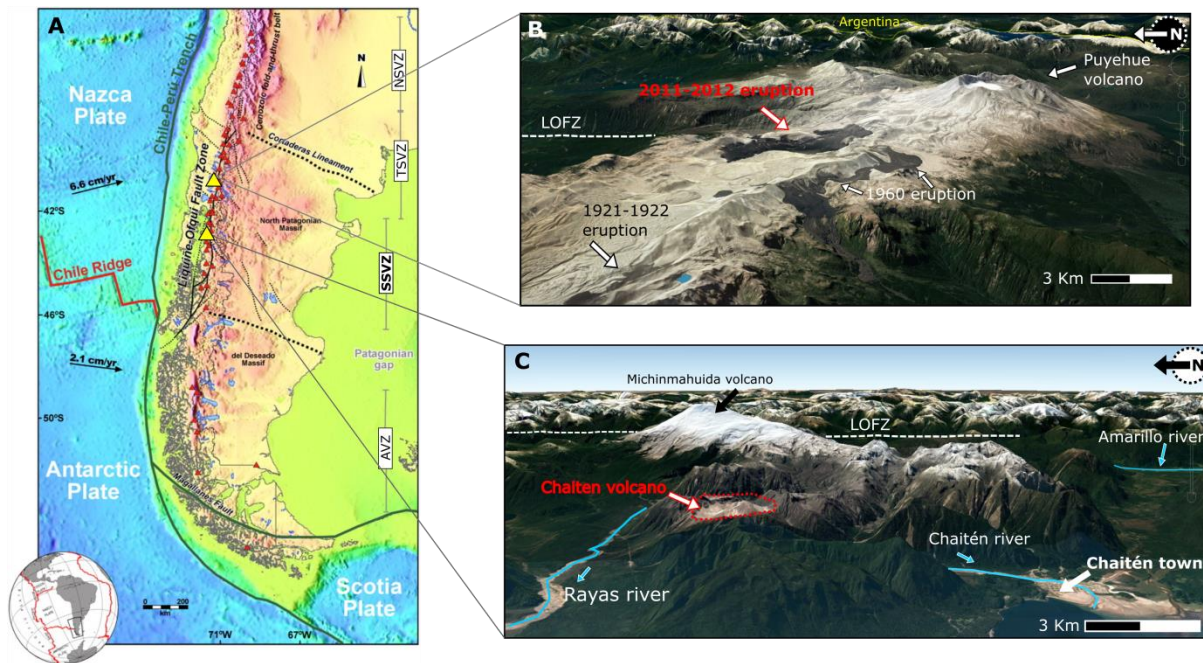 A
N
NSVZ
Cenozoic fold-and-thrust belt
Chile-Perú Trench
Nazca
Plate
Cortaderas Lineament
TSVZ
6.6 cm/yr
Liquiñe-Ofqui Fault Zone
42°S
North Patagonian
Massif
SSVZ
Chile Ridge
46°S
2.1 cm/yr
del Deseado
Massif
Patagonian
gap
50°S
AVZ
Antarctic
Plate
Magallanes Fault
Scotia
Plate
0
200
km
71°W
67°W
B
Argentina
N
Puyehue
volcano
2011-2012 eruption
LOFZ
1960 eruption
1921-1922
eruption
3 Km
C
N
Michinmahuida volcano
LOFZ
Amarillo river
Chaiten volcano
Chaitén river
Chaitén town
Rayas river
3 Km